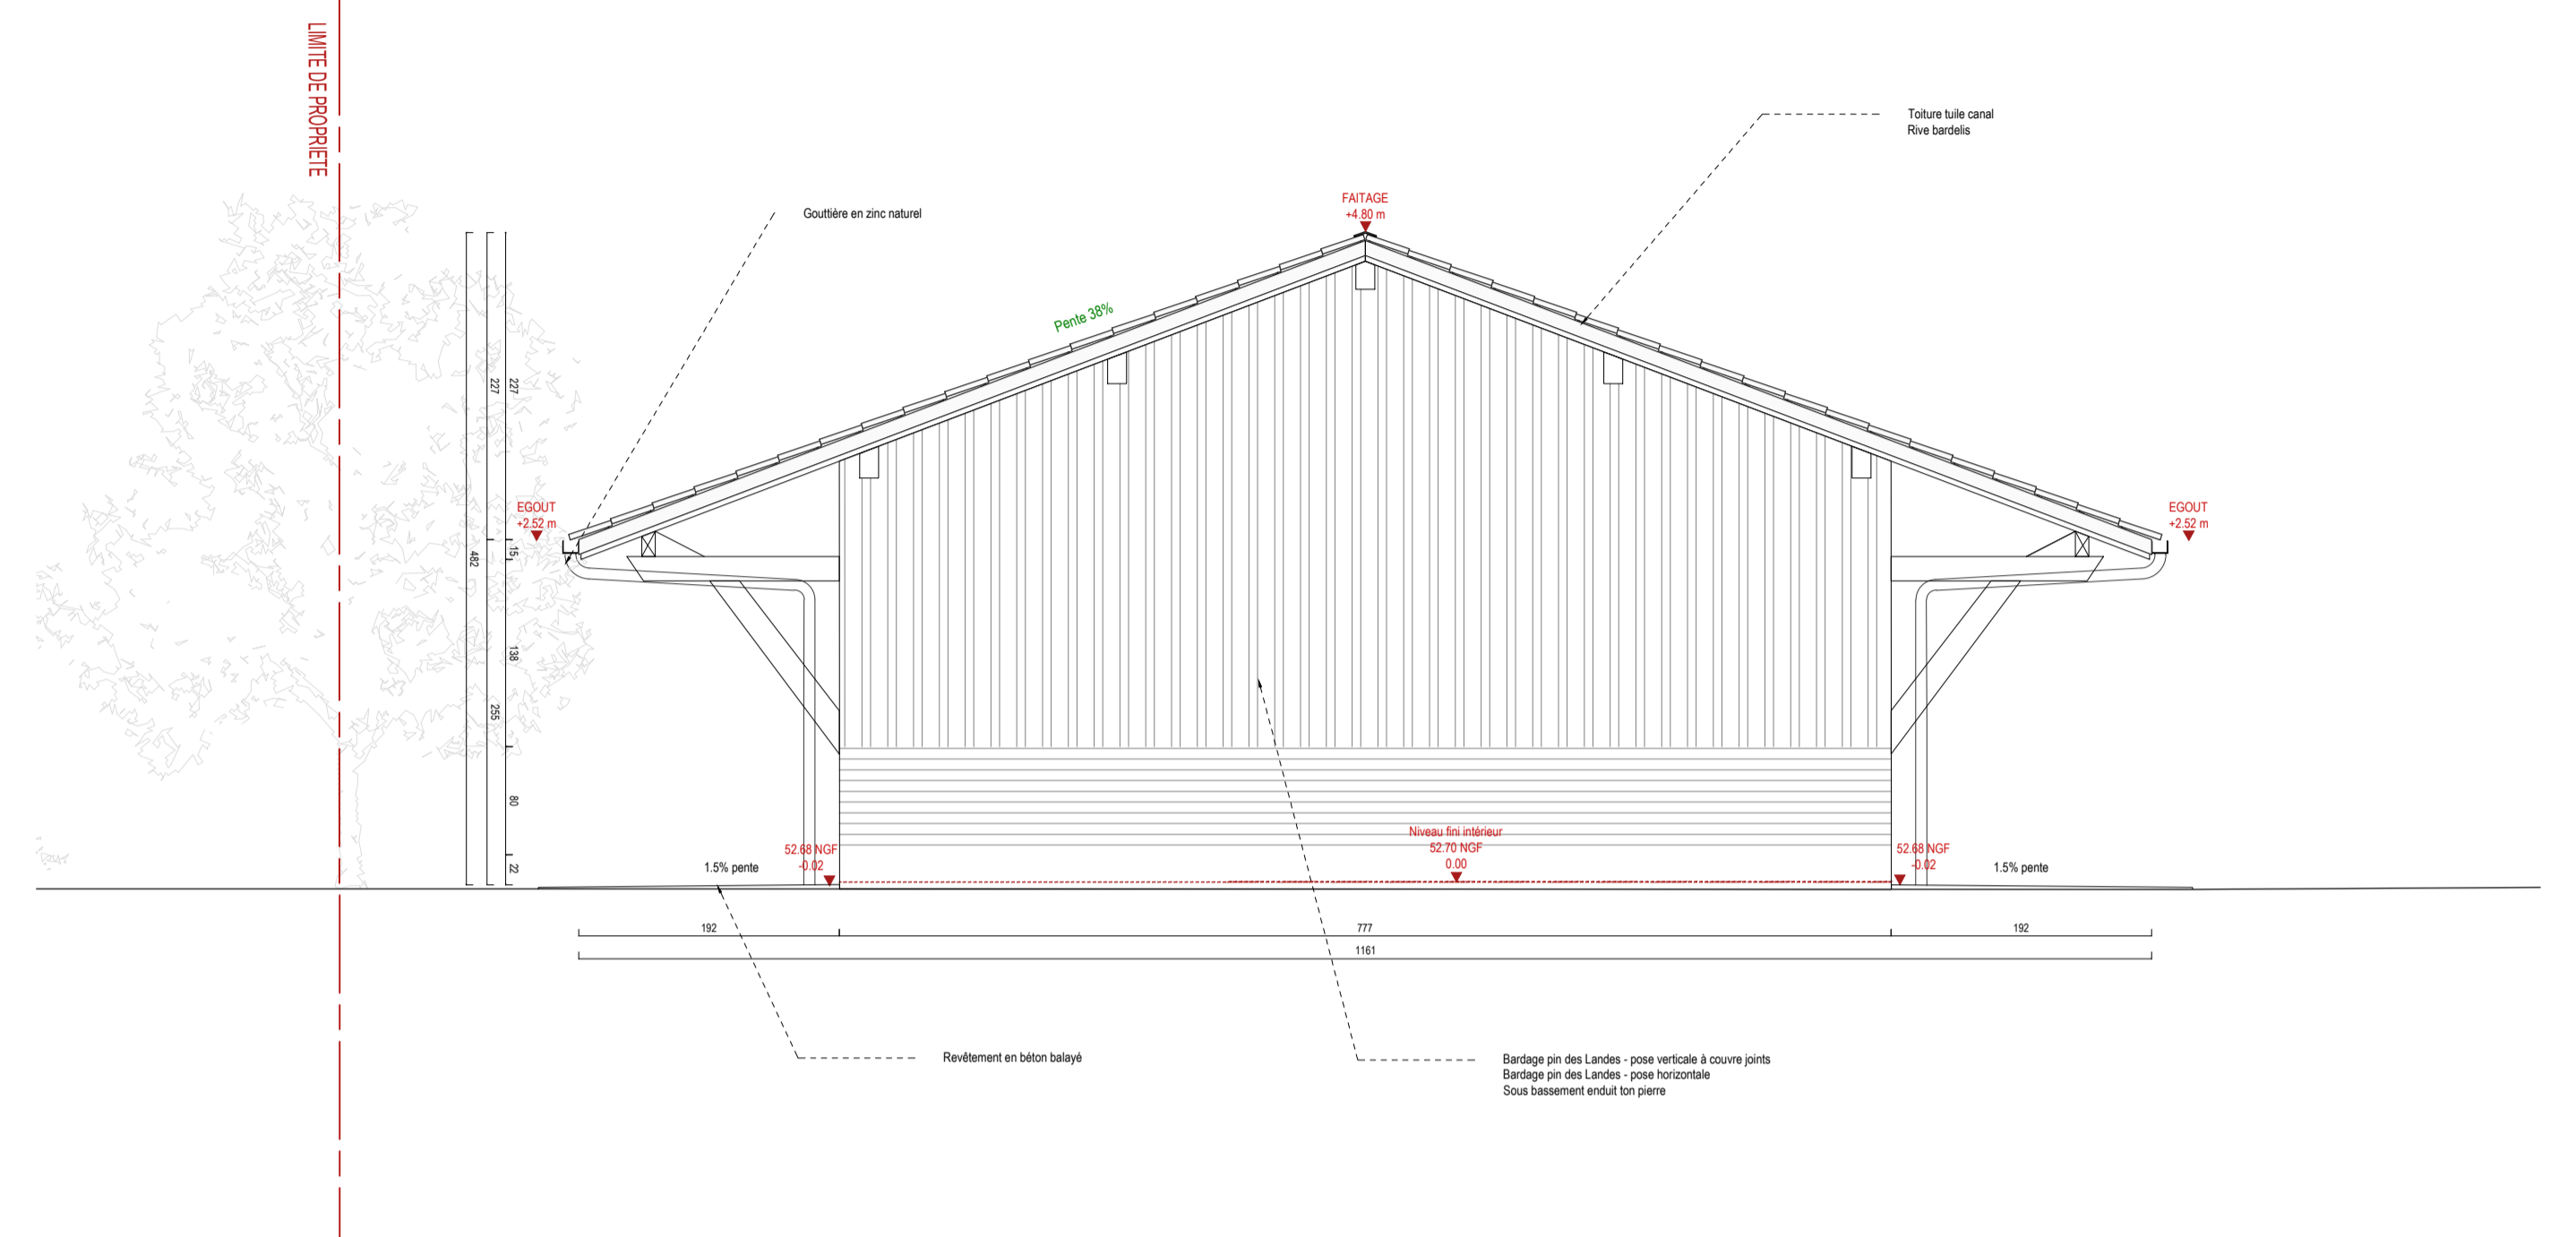 LIMITE DE PROPRIETE
Toiture tuile canal
Rive bardelis
Gouttière en zinc naturel
FAITAGE
+4.80 m
Pente 38%
227
227
EGOUT
+2.52 m
EGOUT
+2.52 m
482
15
138
255
80
22
Niveau fini intérieur
52.70 NGF
0.00
52.68 NGF
-0.02
52.68 NGF
-0.02
1.5% pente
1.5% pente
192
777
192
1161
Revêtement en béton balayé
Bardage pin des Landes - pose verticale à couvre joints
Bardage pin des Landes - pose horizontale
Sous bassement enduit ton pierre